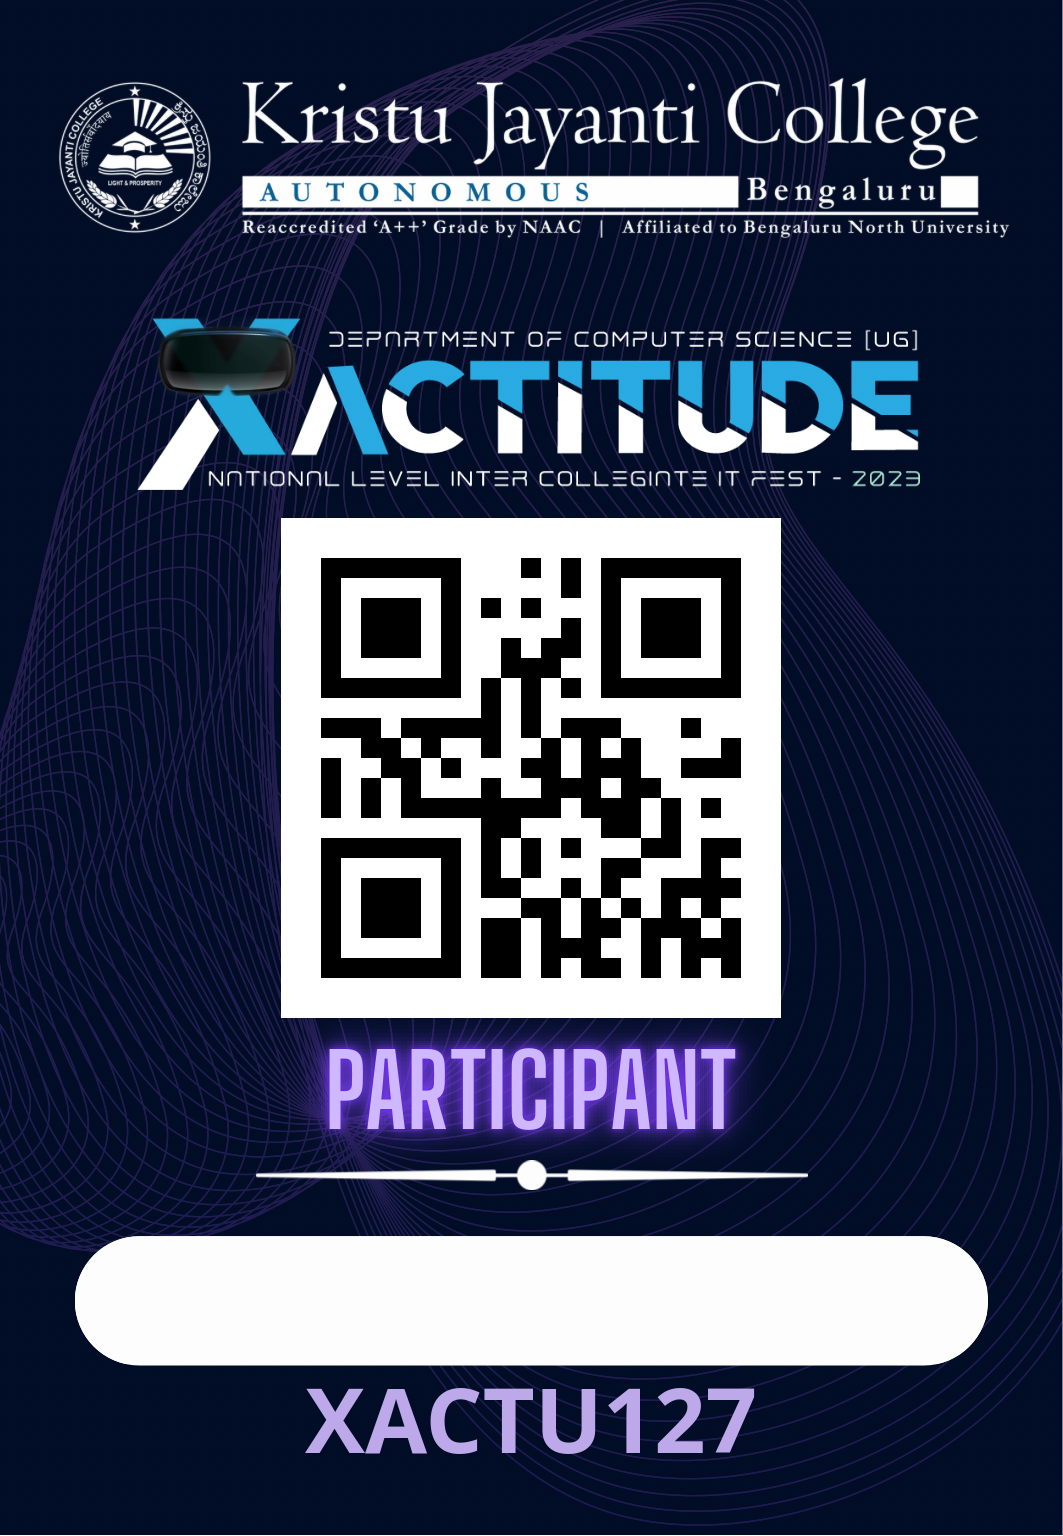 KRISTU JAYANTI COLLEGE
ಕ್ರಿಸ್ತು ಜಯಂತಿ ಕಾಲೇಜು
LIGHT & PROSPERITY
Kristu Jayanti College
AUTONOMOUS Bengaluru
Reaccredited ‘A++’ Grade by NAAC | Affiliated to Bengaluru North University
DEPARTMENT OF COMPUTER SCIENCE [UG]
XACTITUDE
NATIONAL LEVEL INTER COLLEGIATE IT FEST - 2023
PARTICIPANT
XACTU127